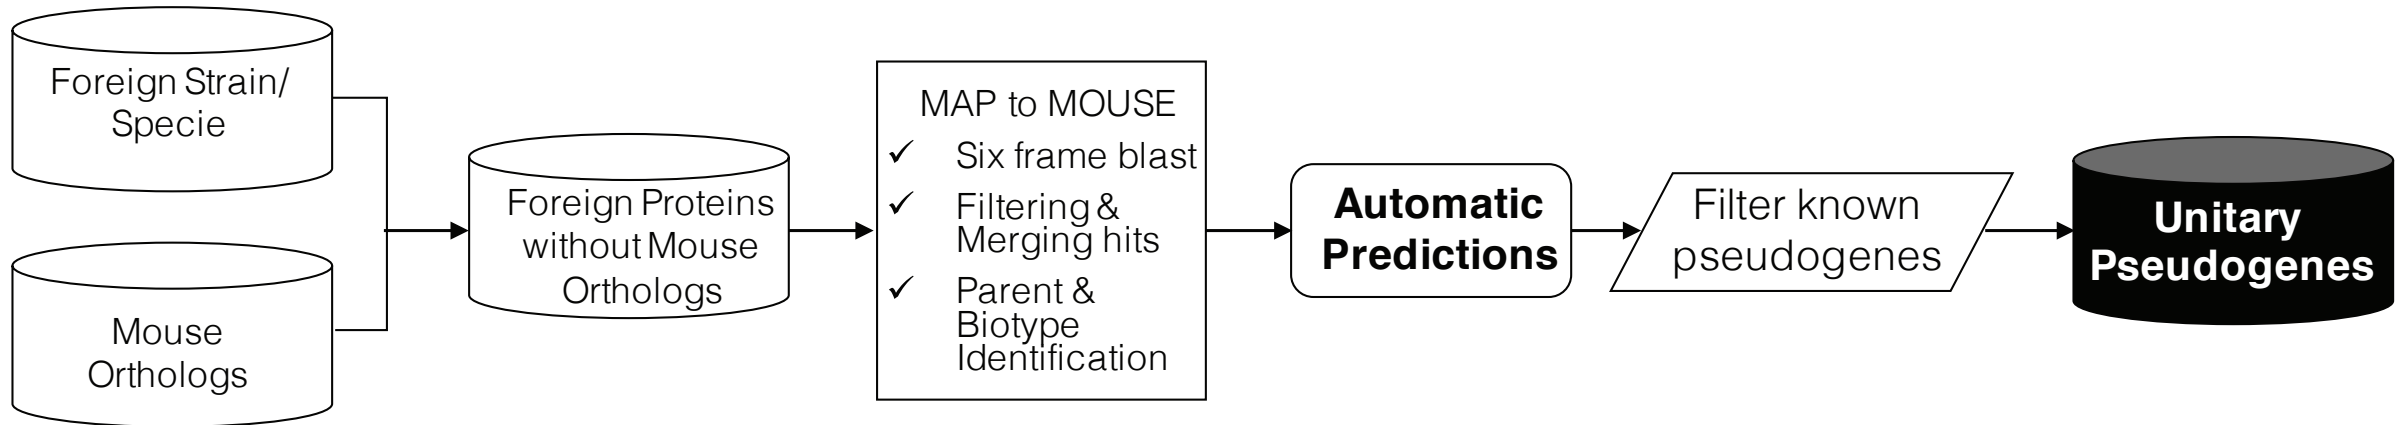 Foreign Strain/
Specie
Mouse
Orthologs
Foreign Proteins
without Mouse
Orthologs
MAP to MOUSE
✓ Six frame blast
✓ Filtering &
Merging hits
✓ Parent &
Biotype
Identification
Automatic
Predictions
Filter known
pseudogenes
Unitary
Pseudogenes